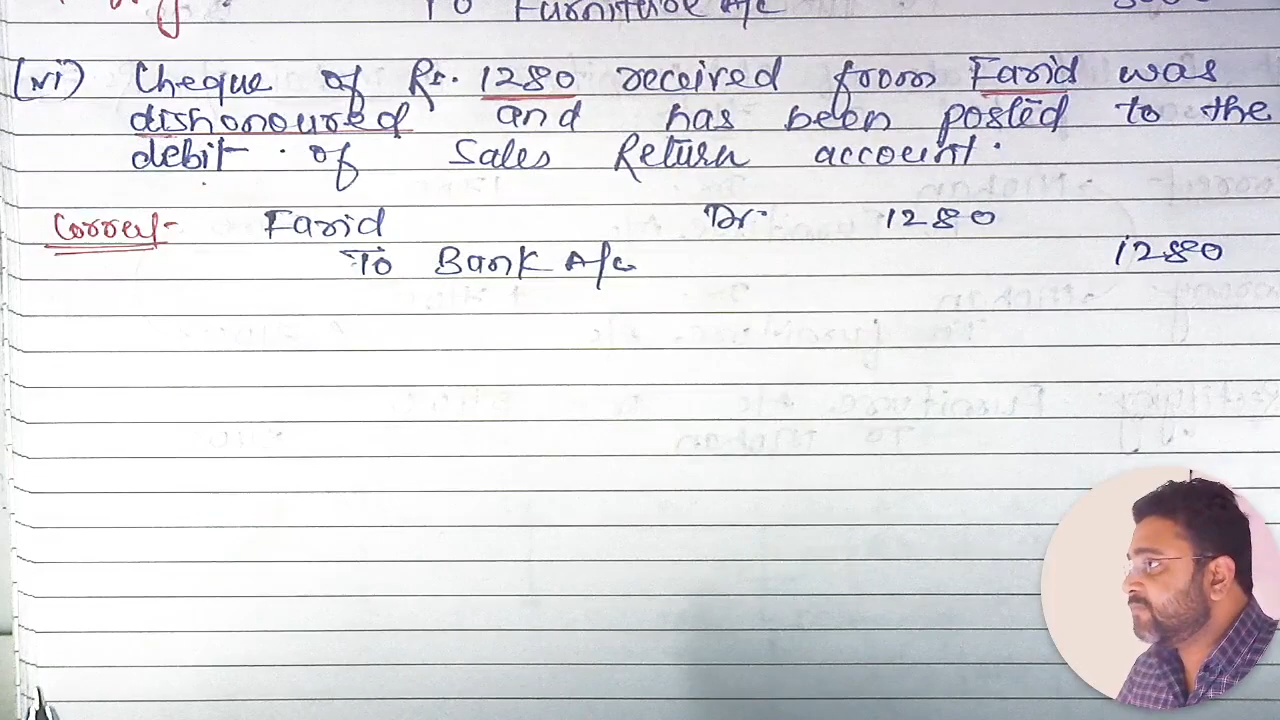 To Furniture A/c
(vi) Cheque of Rs. 1280 received from Farid was
dishonoured and has been posted to the
debit of Sales Return account.
Correct- Farid Dr. 1280
To Bank A/c 1280